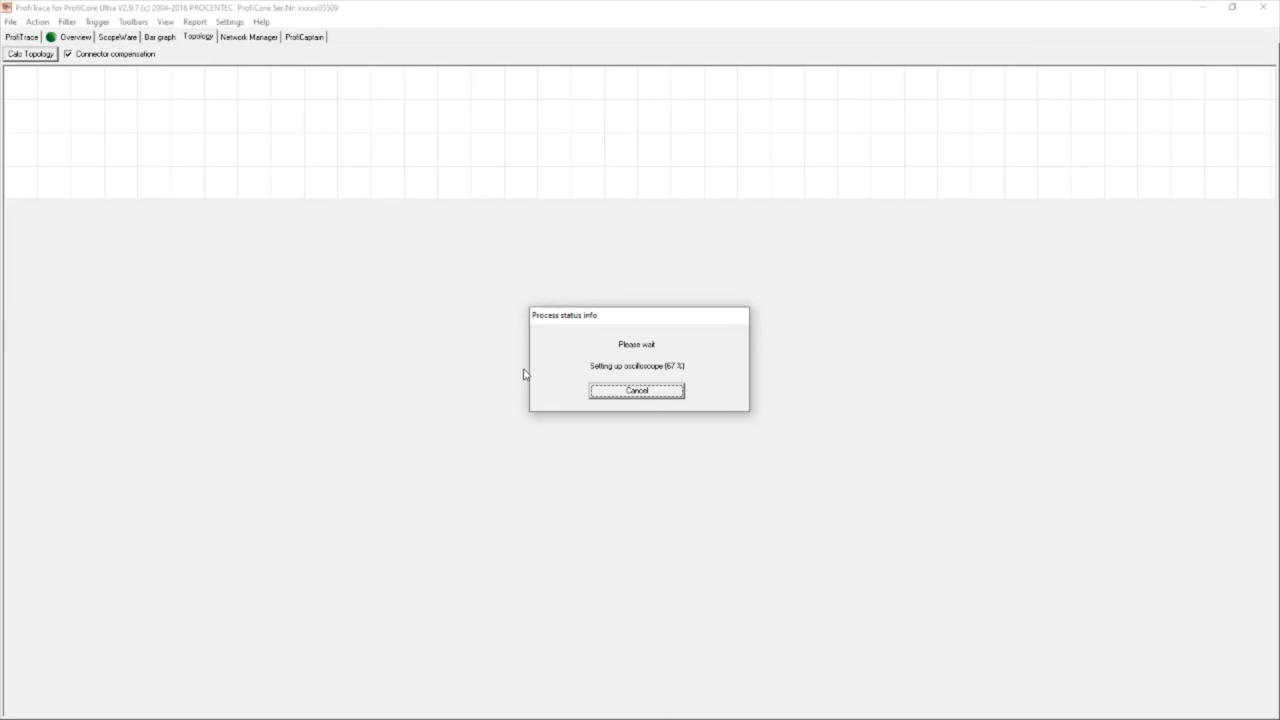 ProfiTrace for ProfiCore Ultra V2.9.7 (c) 2004-2016 PROCENTEC ProfiCore Ser.Nr: xxxxx05509
File Action Filter Trigger Toolbars View Report Settings Help
ProfiTrace Overview ScopeWare Bar graph Topology Network Manager ProfiCaptain
Calc Topology Connector compensation
Process status info
Please wait
Setting up oscilloscope (67 %)
Cancel